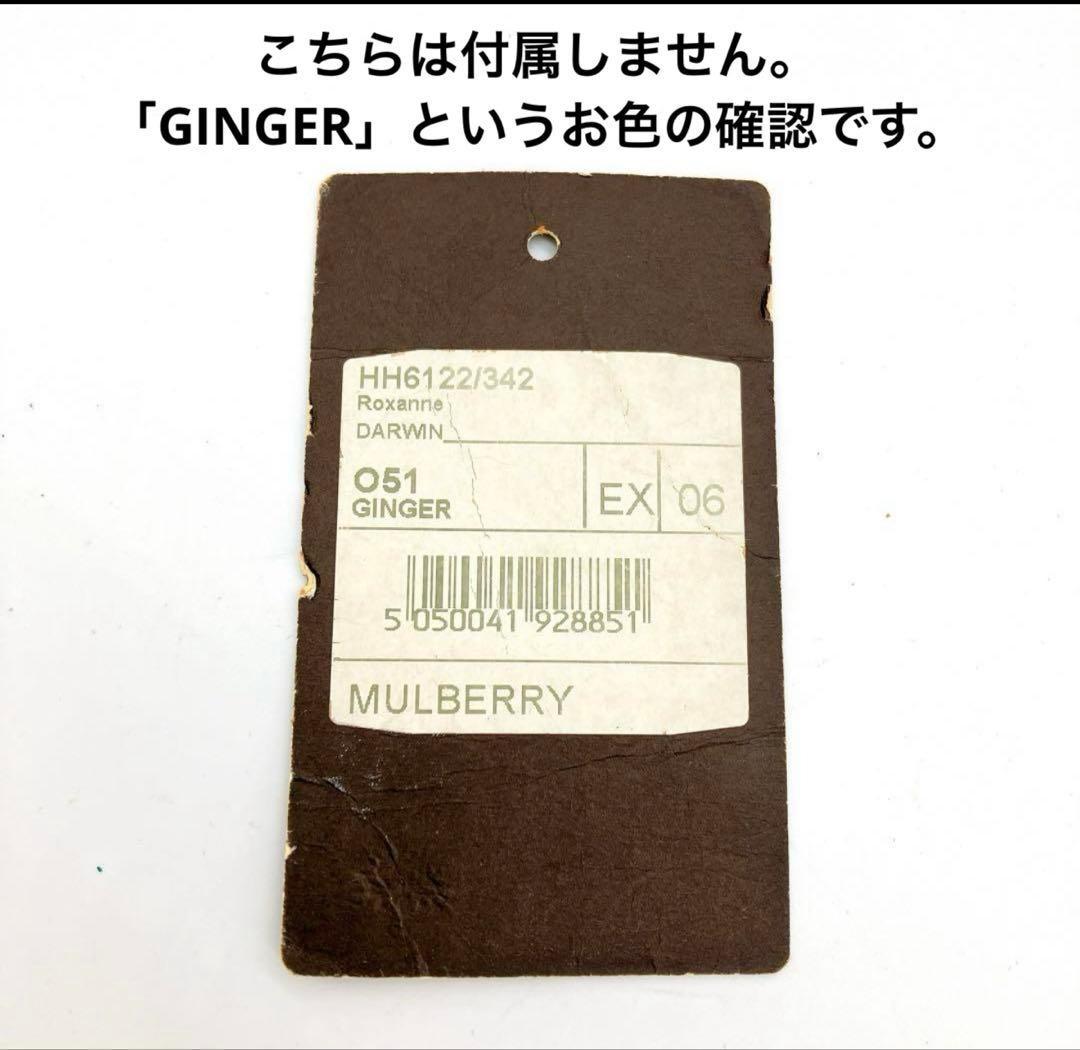 こちらは付属しません。
「GINGER」というお色の確認です。
HH6122/342
Roxanne
DARWIN
O51
GINGER
EX 06
5 050041 928851
MULBERRY